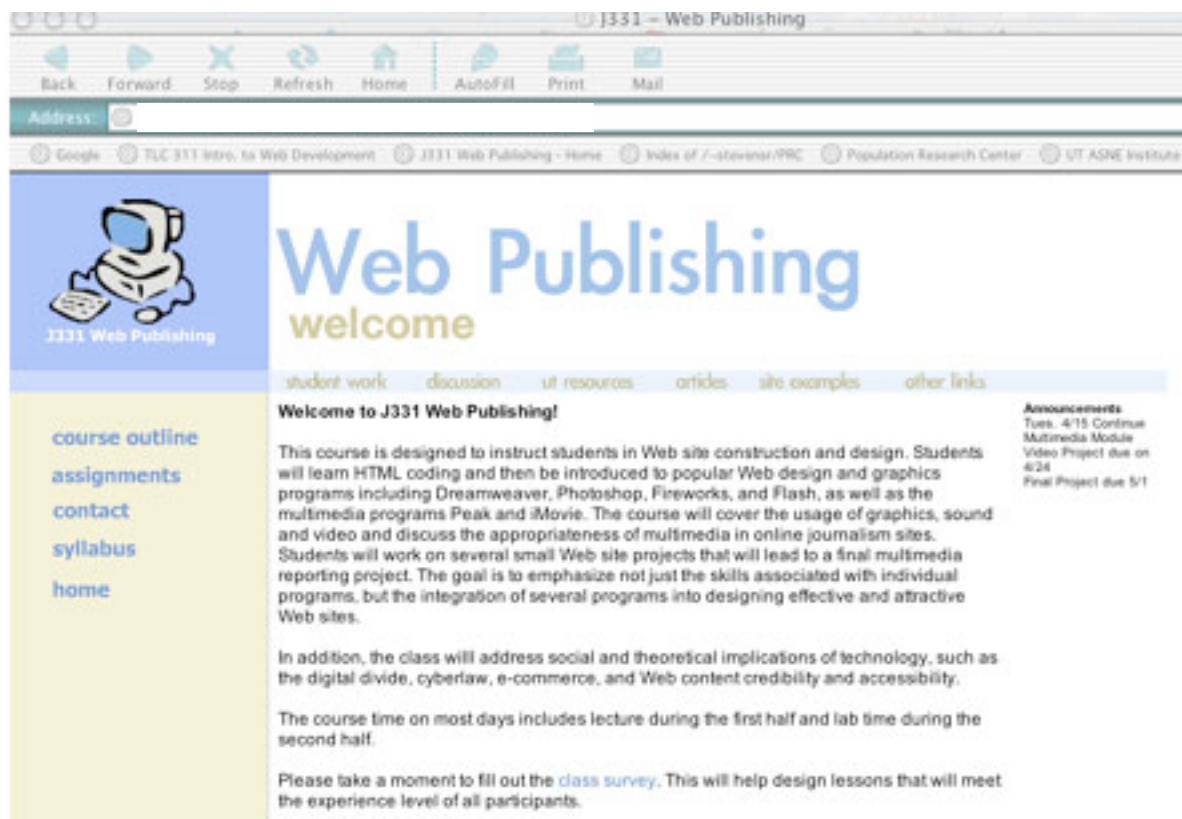 J331 – Web Publishing
Back Forward Stop Refresh Home AutoFill Print Mail
Address:
Google TLC 311 Intro. to Web Development J331 Web Publishing - Home Index of /~stevensr/PRC Population Research Center UT ASNE Institute
J331 Web Publishing
Web Publishing
welcome
student work discussion ut resources articles site examples other links
course outline
assignments
contact
syllabus
home
Welcome to J331 Web Publishing!
This course is designed to instruct students in Web site construction and design. Students
will learn HTML coding and then be introduced to popular Web design and graphics
programs including Dreamweaver, Photoshop, Fireworks, and Flash, as well as the
multimedia programs Peak and iMovie. The course will cover the usage of graphics, sound
and video and discuss the appropriateness of multimedia in online journalism sites.
Students will work on several small Web site projects that will lead to a final multimedia
reporting project. The goal is to emphasize not just the skills associated with individual
programs, but the integration of several programs into designing effective and attractive
Web sites.
In addition, the class willl address social and theoretical implications of technology, such as
the digital divide, cyberlaw, e-commerce, and Web content credibility and accessibility.
The course time on most days includes lecture during the first half and lab time during the
second half.
Please take a moment to fill out the class survey. This will help design lessons that will meet
the experience level of all participants.
Announcements
Tues. 4/15 Continue
Multimedia Module
Video Project due on
4/24
Final Project due 5/1